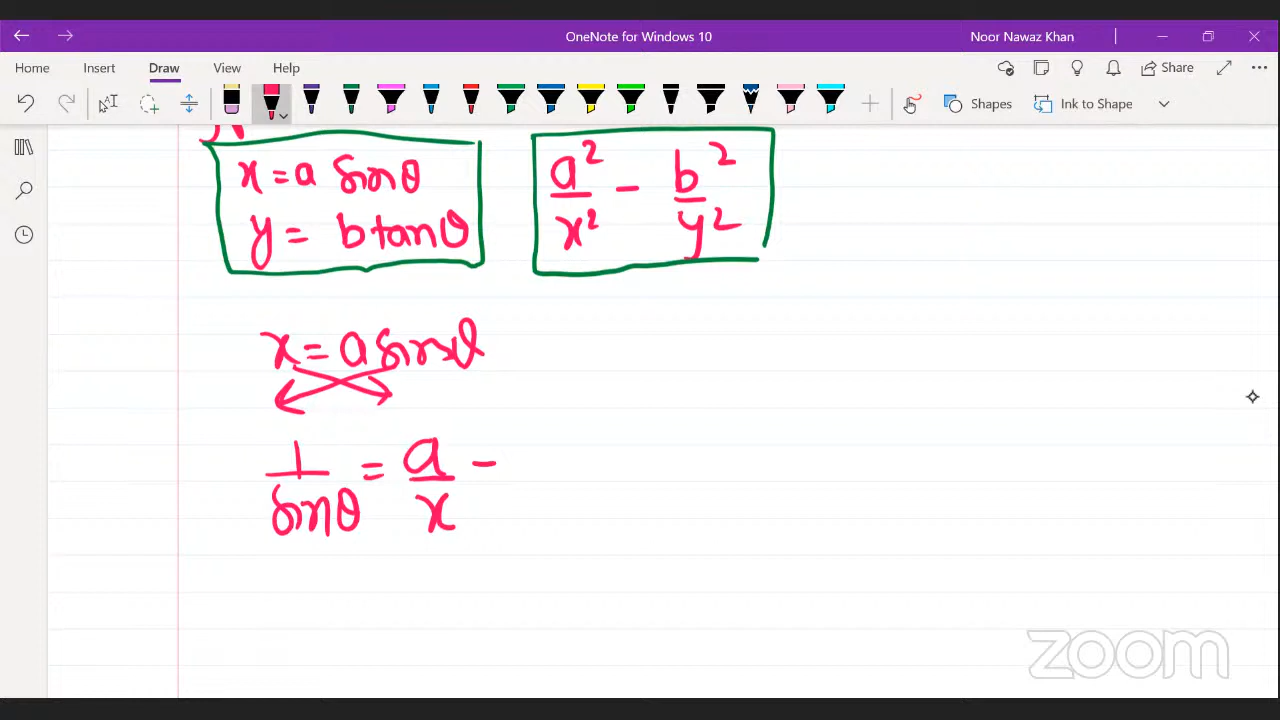 OneNote for Windows 10
Noor Nawaz Khan
Home Insert Draw View Help
Share
Shapes
Ink to Shape
x = a sinθ
y = b tanθ
a²/x² - b²/y²
x = a sinθ
1/sinθ = a/x -
zoom